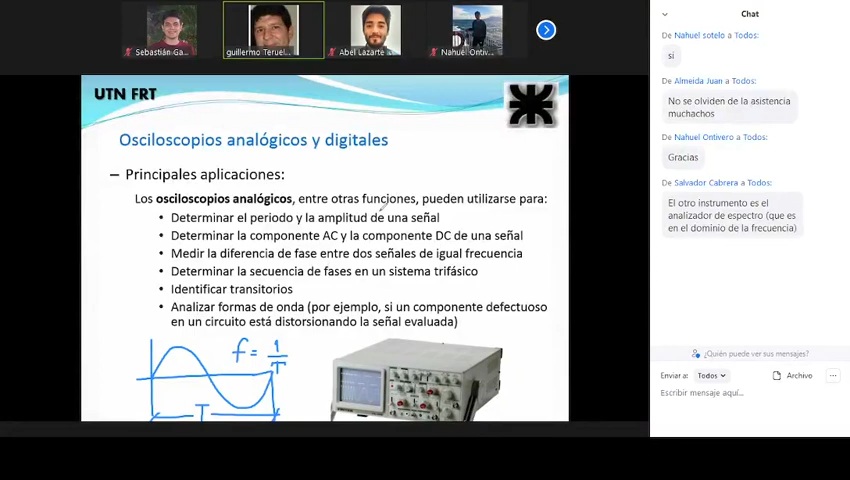 Sebastián Ga...
guillermo Teruel...
Abel Lazarte
Nahuel Ontiv...
UTN FRT
Osciloscopios analógicos y digitales
– Principales aplicaciones:
Los osciloscopios analógicos, entre otras funciones, pueden utilizarse para:
• Determinar el periodo y la amplitud de una señal
• Determinar la componente AC y la componente DC de una señal
• Medir la diferencia de fase entre dos señales de igual frecuencia
• Determinar la secuencia de fases en un sistema trifásico
• Identificar transitorios
• Analizar formas de onda (por ejemplo, si un componente defectuoso
en un circuito está distorsionando la señal evaluada)
f = 1/T
T
Chat
De Nahuel sotelo a Todos:
si
De Almeida Juan a Todos:
No se olviden de la asistencia
muchachos
De Nahuel Ontivero a Todos:
Gracias
De Salvador Cabrera a Todos:
El otro instrumento es el
analizador de espectro (que es
en el dominio de la frecuencia)
¿Quién puede ver sus mensajes?
Enviar a: Todos
Archivo
...
Escribir mensaje aquí...